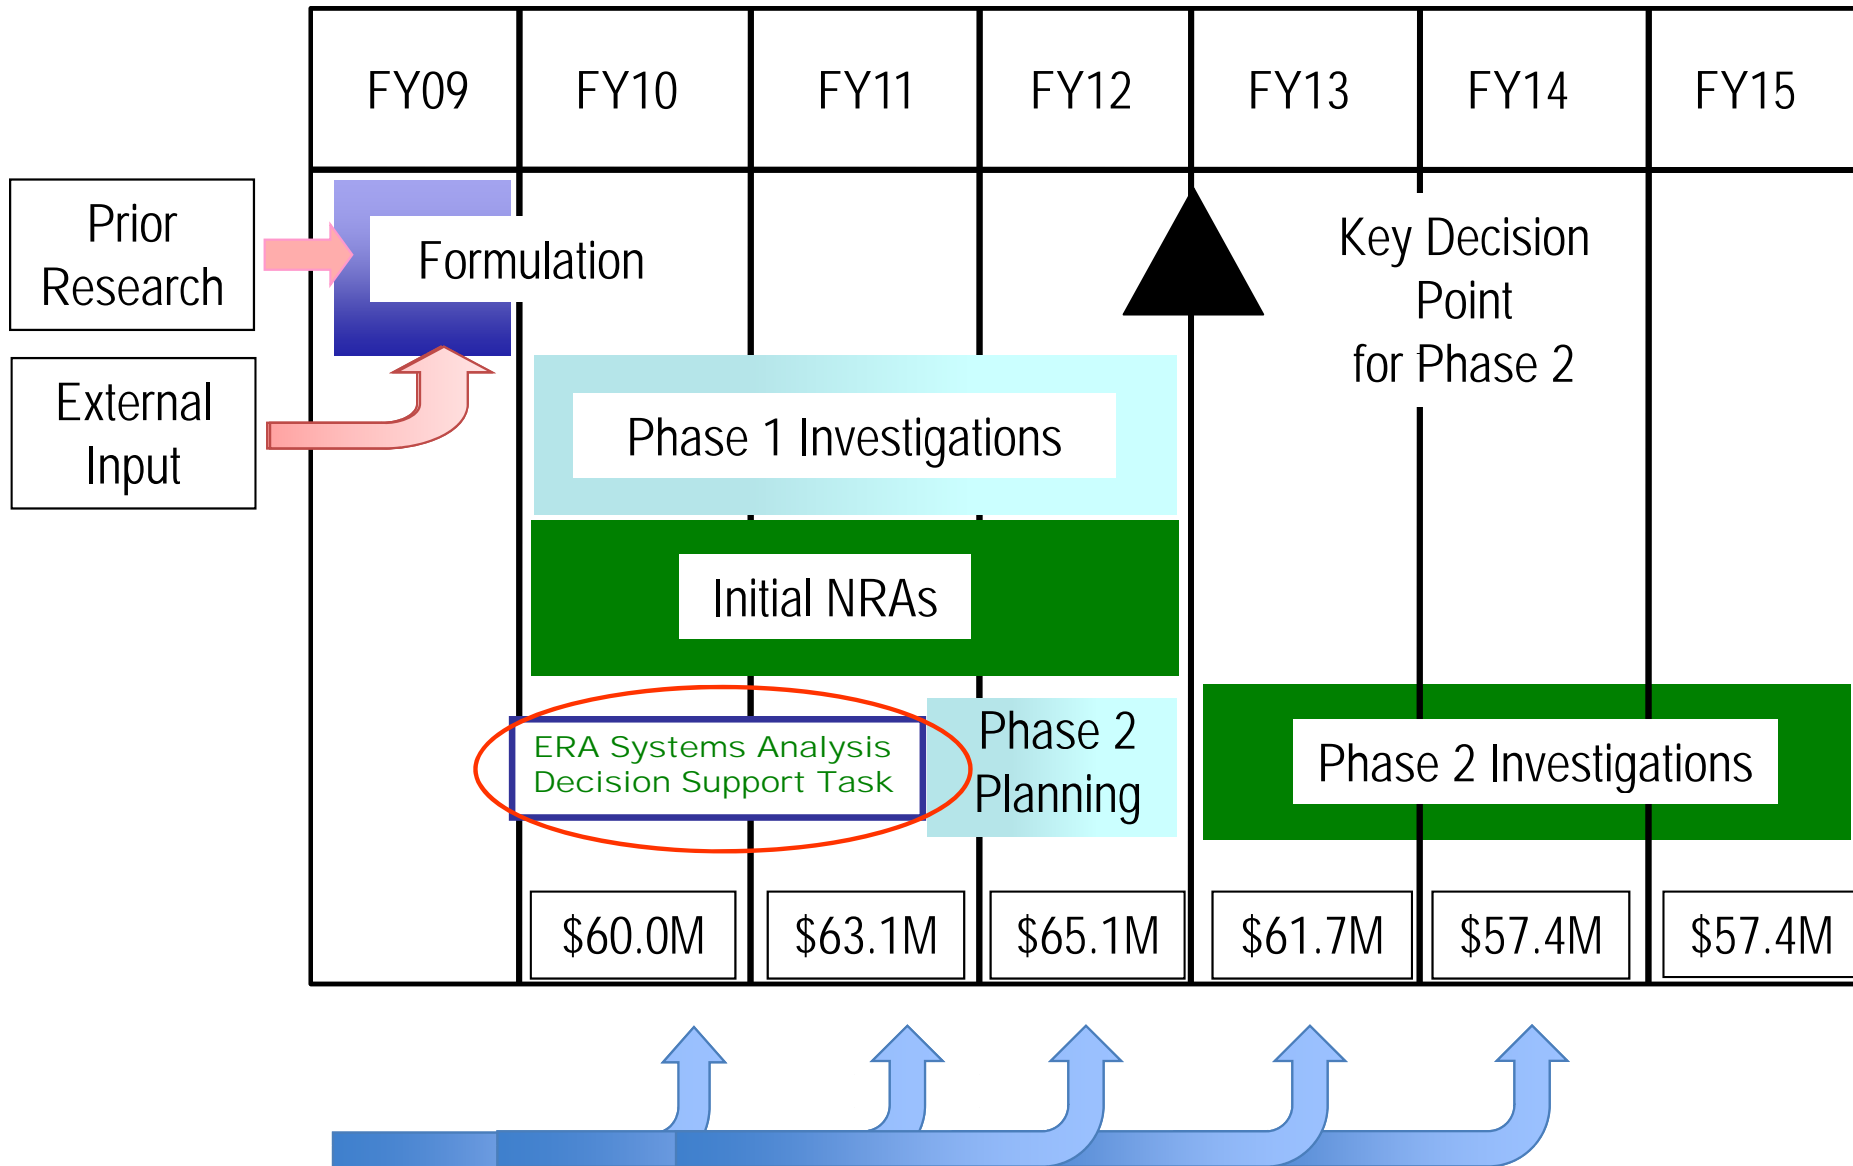 FY09 FY10 FY11 FY12 FY13 FY14 FY15
Prior
Research
External
Input
Formulation
Key Decision
Point
for Phase 2
Phase 1 Investigations
Initial NRAs
ERA Systems Analysis
Decision Support Task
Phase 2
Planning
Phase 2 Investigations
$60.0M $63.1M $65.1M $61.7M $57.4M $57.4M